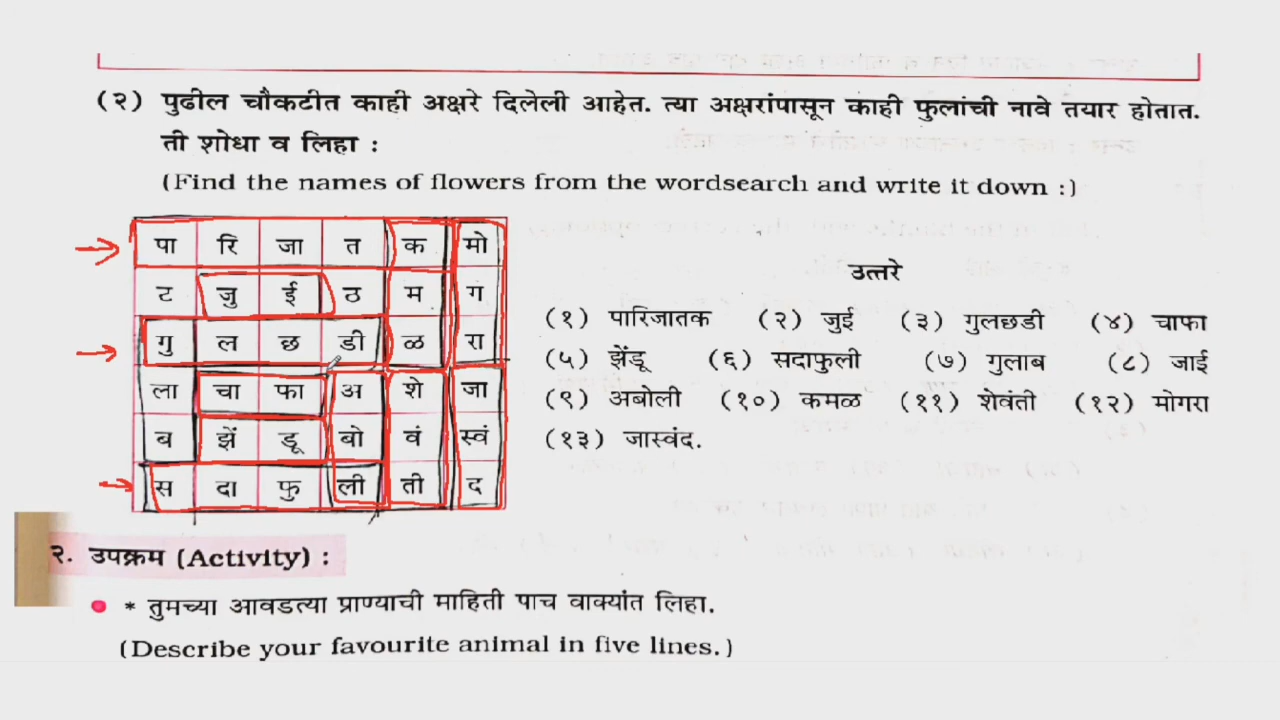 (२) पुढील चौकटीत काही अक्षरे दिलेली आहेत. त्या अक्षरांपासून काही फुलांची नावे तयार होतात.
ती शोधा व लिहा :
(Find the names of flowers from the wordsearch and write it down :)
पा रि जा त क मो
ट जु ई ठ म ग
गु ल छ डी ळ रा
ला चा फा अ शे जा
ब झें डू बो वं स्वं
स दा फु ली ती द
उत्तरे
(१) पारिजातक (२) जुई (३) गुलछडी (४) चाफा
(५) झेंडू (६) सदाफुली (७) गुलाब (८) जाई
(९) अबोली (१०) कमळ (११) शेवंती (१२) मोगरा
(१३) जास्वंद.
२. उपक्रम (Activity) :
* तुमच्या आवडत्या प्राण्याची माहिती पाच वाक्यांत लिहा.
(Describe your favourite animal in five lines.)